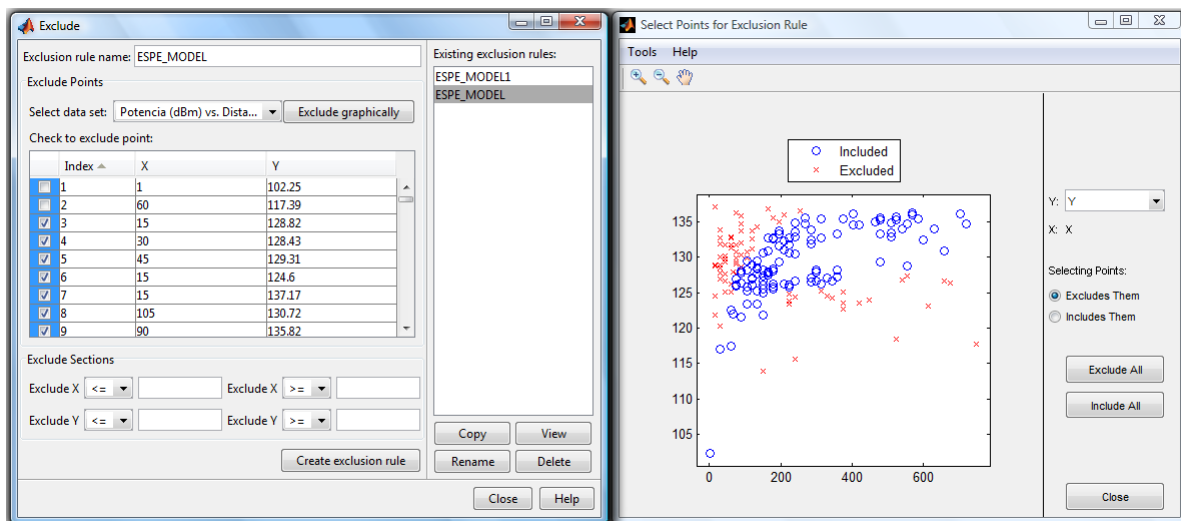 Exclude
Exclusion rule name: ESPE_MODEL
Exclude Points
Select data set: Potencia (dBm) vs. Dista... Exclude graphically
Check to exclude point:
Index X Y
1 1 102.25
2 60 117.39
3 15 128.82
4 30 128.43
5 45 129.31
6 15 124.6
7 15 137.17
8 105 130.72
9 90 135.82
Exclude Sections
Exclude X <= Exclude X >=
Exclude Y <= Exclude Y >=
Create exclusion rule
Existing exclusion rules:
ESPE_MODEL1
ESPE_MODEL
Copy View
Rename Delete
Close Help
Select Points for Exclusion Rule
Tools Help
Included
Excluded
135
130
125
120
115
110
105
0 200 400 600
Y: Y
X: X
Selecting Points:
Excludes Them
Includes Them
Exclude All
Include All
Close